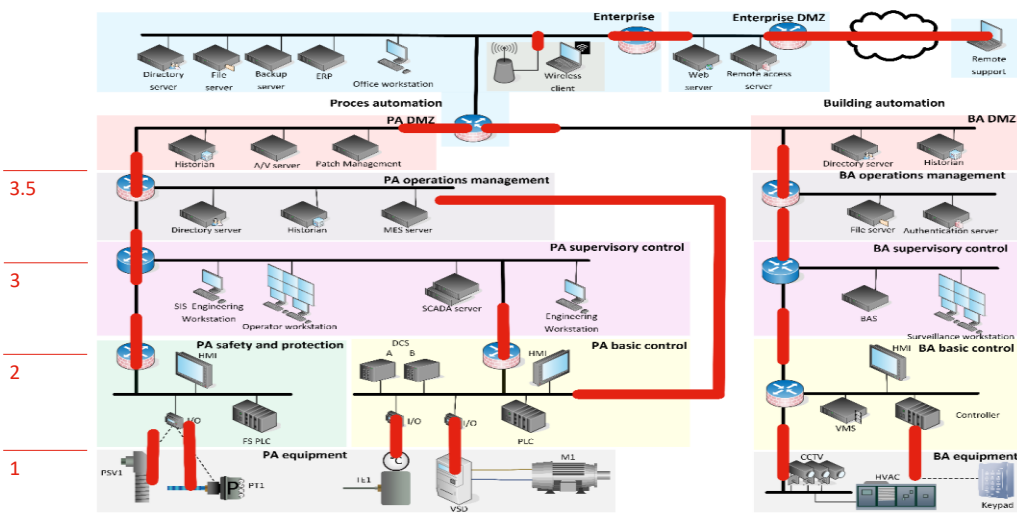 Enterprise
Enterprise DMZ
Directory
server
File
server
Backup
server
ERP
Office workstation
Wireless
client
Web
server
Remote access
server
Remote
support
Proces automation
Building automation
PA DMZ
BA DMZ
Historian
A/V server
Patch Management
Directory server
Historian
3.5
PA operations management
BA operations management
Directory server
Historian
MES server
File server
Authentication server
PA supervisory control
BA supervisory control
3
SIS Engineering
Workstation
Operator workstation
SCADA server
Engineering
Workstation
BAS
Surveillance workstation
PA safety and protection
PA basic control
BA basic control
HMI
DCS
A
B
HMI
HMI
2
I/O
FS PLC
I/O
I/O
PLC
VMS
Controller
PA equipment
BA equipment
1
PSV1
P
PT1
C
TE1
VSD
M1
CCTV
HVAC
Keypad